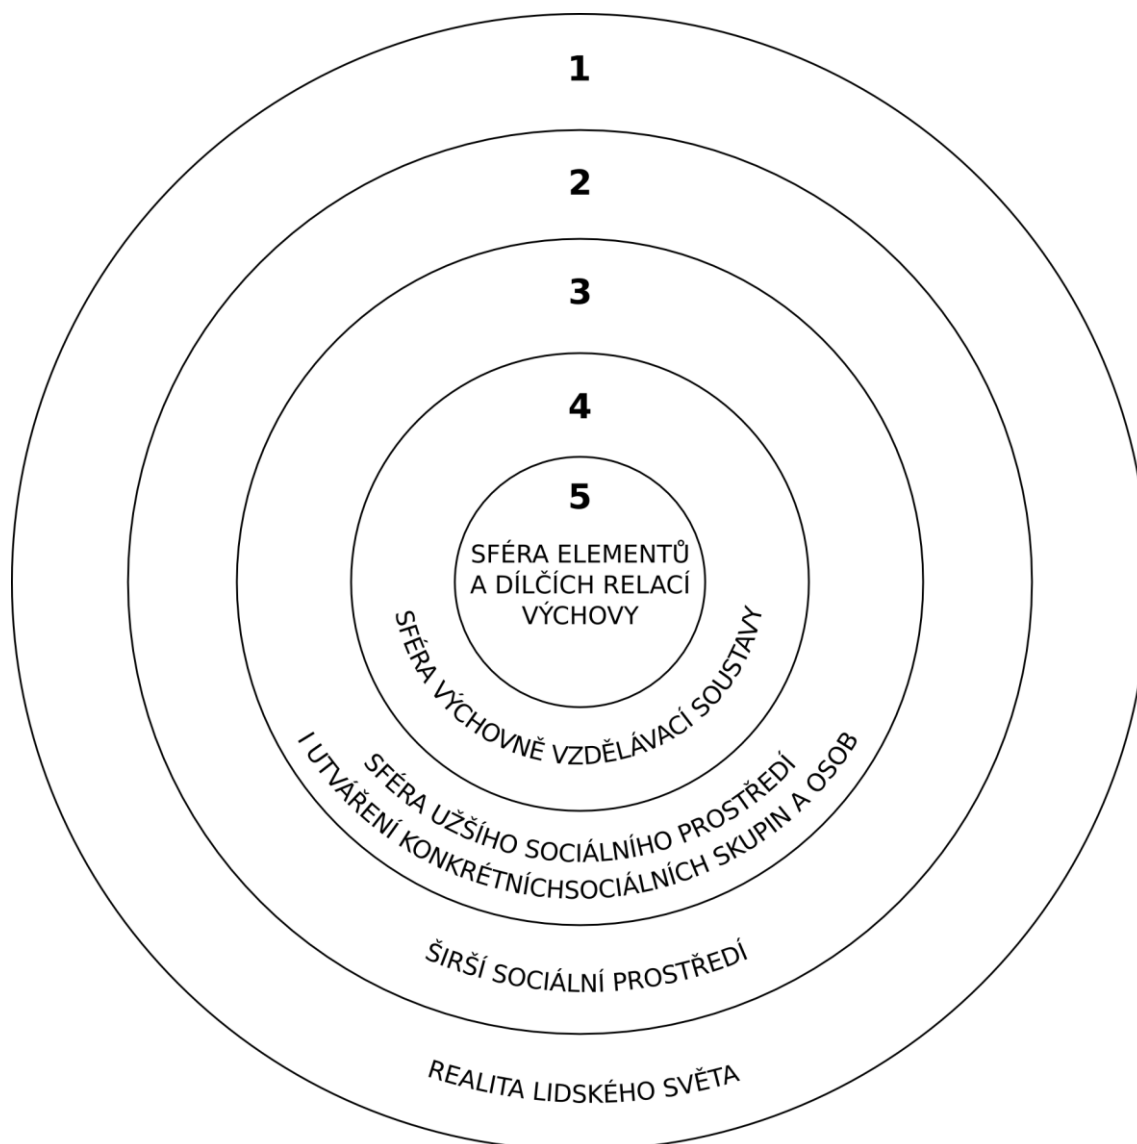 1
2
3
4
5
SFÉRA ELEMENTŮ
A DÍLČÍCH RELACÍ
VÝCHOVY
SFÉRA VÝCHOVNĚ VZDĚLÁVACÍ SOUSTAVY
SFÉRA UŽŠÍHO SOCIÁLNÍHO PROSTŘEDÍ
I UTVÁŘENÍ KONKRÉTNÍCHSOCIÁLNÍCH SKUPIN A OSOB
ŠIRŠÍ SOCIÁLNÍ PROSTŘEDÍ
REALITA LIDSKÉHO SVĚTA